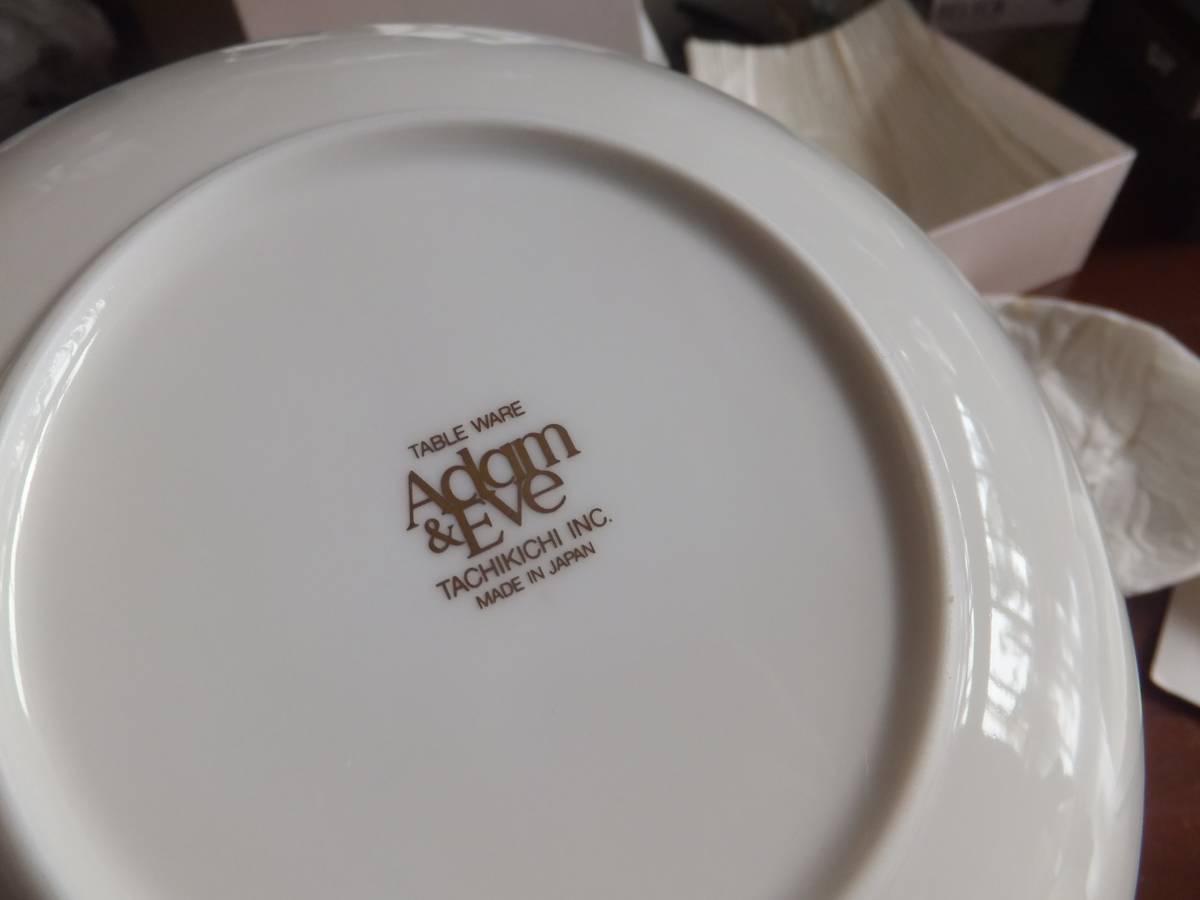 TABLE WARE
Adam
&Eve
TACHIKICHI INC.
MADE IN JAPAN